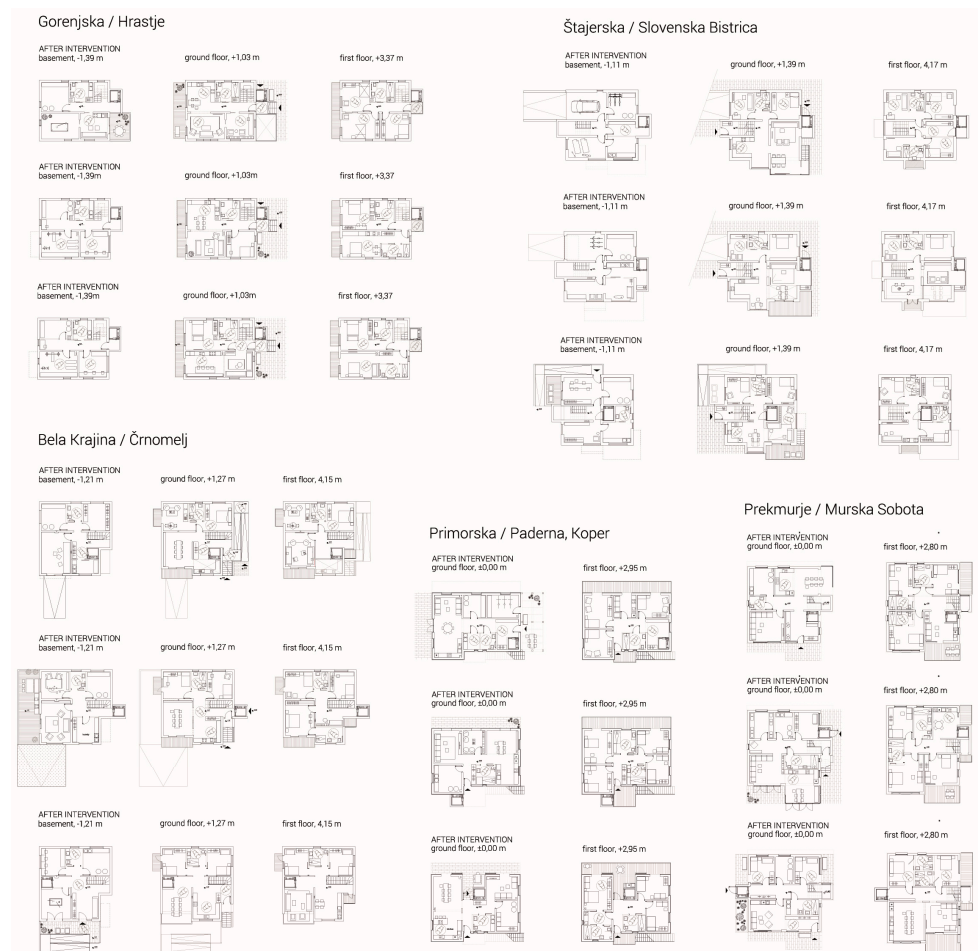 Gorenjska / Hrastje
AFTER INTERVENTION
basement, -1,39 m
ground floor, +1,03 m
first floor, +3,37 m
AFTER INTERVENTION
basement, -1,39m
ground floor, +1,03m
first floor, +3,37
AFTER INTERVENTION
basement, -1,39m
ground floor, +1,03m
first floor, +3,37
Štajerska / Slovenska Bistrica
AFTER INTERVENTION
basement, -1,11 m
ground floor, +1,39 m
first floor, 4,17 m
AFTER INTERVENTION
basement, -1,11 m
ground floor, +1,39 m
first floor, 4,17 m
AFTER INTERVENTION
basement, -1,11 m
ground floor, +1,39 m
first floor, 4,17 m
Bela Krajina / Črnomelj
AFTER INTERVENTION
basement, -1,21 m
ground floor, +1,27 m
first floor, 4,15 m
AFTER INTERVENTION
basement, -1,21 m
ground floor, +1,27 m
first floor, 4,15 m
AFTER INTERVENTION
basement, -1,21 m
ground floor, +1,27 m
first floor, 4,15 m
Primorska / Paderna, Koper
AFTER INTERVENTION
ground floor, ±0,00 m
first floor, +2,95 m
AFTER INTERVENTION
ground floor, ±0,00 m
first floor, +2,95 m
AFTER INTERVENTION
ground floor, ±0,00 m
first floor, +2,95 m
Prekmurje / Murska Sobota
AFTER INTERVENTION
ground floor, ±0,00 m
first floor, +2,80 m
AFTER INTERVENTION
ground floor, ±0,00 m
first floor, +2,80 m
AFTER INTERVENTION
ground floor, ±0,00 m
first floor, +2,80 m